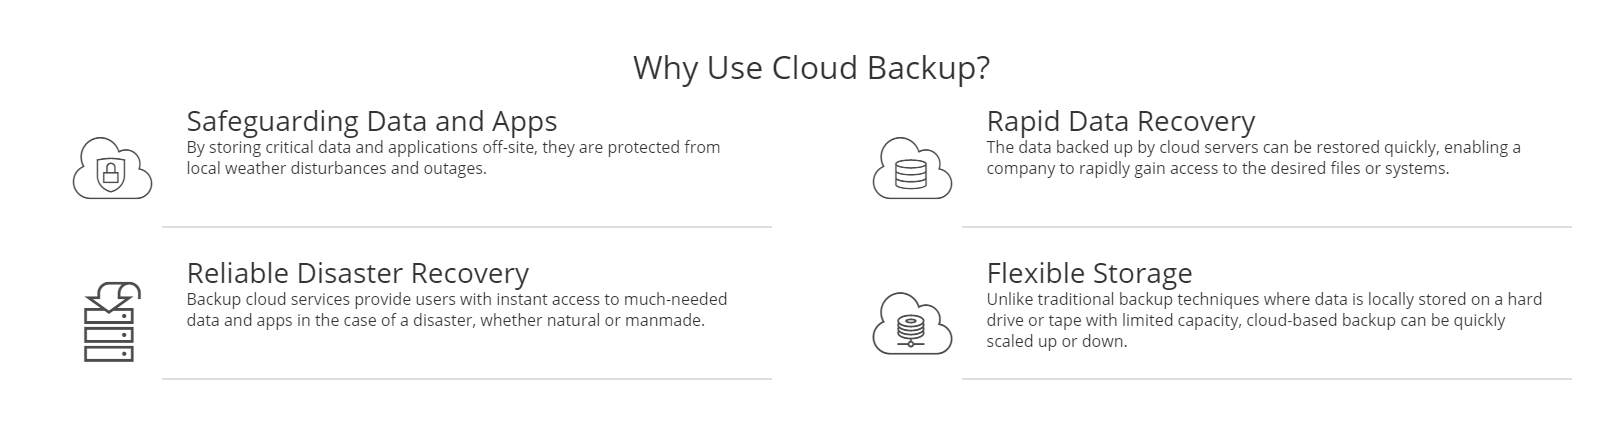 Why Use Cloud Backup?
Safeguarding Data and Apps
By storing critical data and applications off-site, they are protected from
local weather disturbances and outages.
Rapid Data Recovery
The data backed up by cloud servers can be restored quickly, enabling a
company to rapidly gain access to the desired files or systems.
Reliable Disaster Recovery
Backup cloud services provide users with instant access to much-needed
data and apps in the case of a disaster, whether natural or manmade.
Flexible Storage
Unlike traditional backup techniques where data is locally stored on a hard
drive or tape with limited capacity, cloud-based backup can be quickly
scaled up or down.